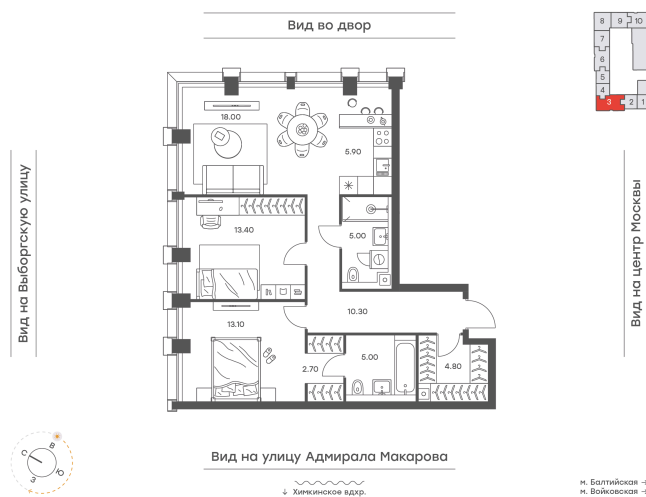 Вид во двор
8 9 10
7
6
5
4
3 2 1
18.00
5.90
Вид на Выборгскую улицу
Вид на центр Москвы
13.40
5.00
10.30
13.10
2.70
5.00
4.80
Вид на улицу Адмирала Макарова
С В
З Ю
↓ Химкинское вдхр.
м. Балтийская →
м. Войковская →